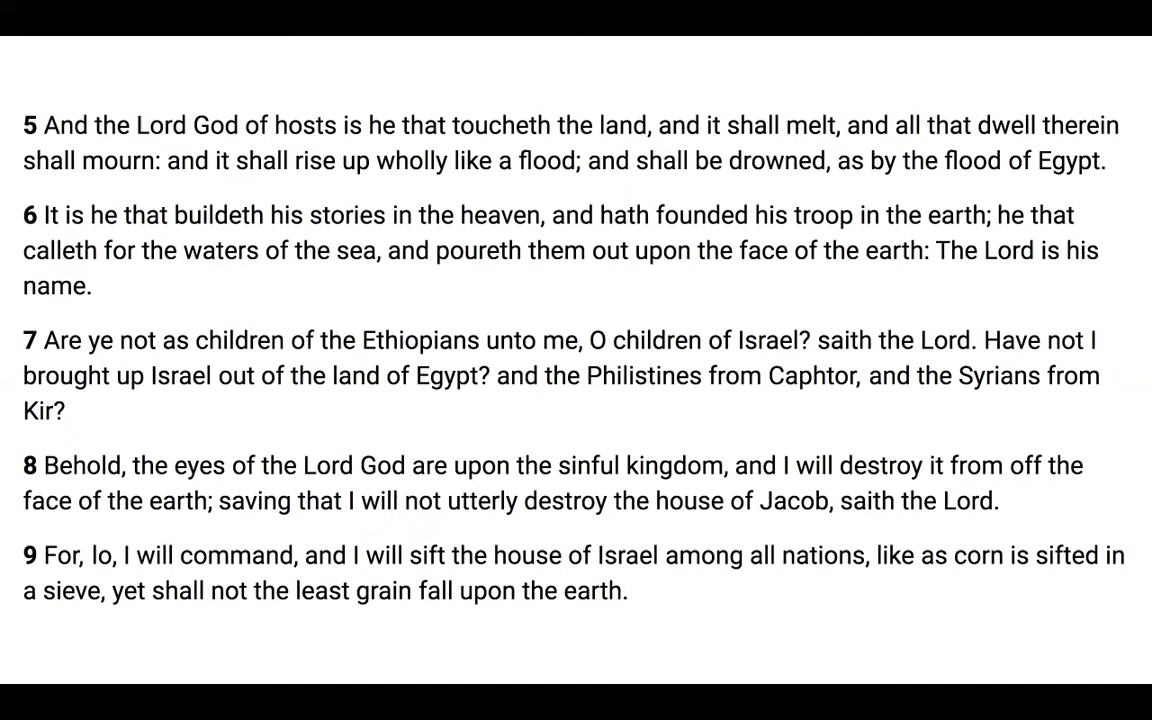 5 And the Lord God of hosts is he that toucheth the land, and it shall melt, and all that dwell therein
shall mourn: and it shall rise up wholly like a flood; and shall be drowned, as by the flood of Egypt.
6 It is he that buildeth his stories in the heaven, and hath founded his troop in the earth; he that
calleth for the waters of the sea, and poureth them out upon the face of the earth: The Lord is his
name.
7 Are ye not as children of the Ethiopians unto me, O children of Israel? saith the Lord. Have not I
brought up Israel out of the land of Egypt? and the Philistines from Caphtor, and the Syrians from
Kir?
8 Behold, the eyes of the Lord God are upon the sinful kingdom, and I will destroy it from off the
face of the earth; saving that I will not utterly destroy the house of Jacob, saith the Lord.
9 For, lo, I will command, and I will sift the house of Israel among all nations, like as corn is sifted in
a sieve, yet shall not the least grain fall upon the earth.